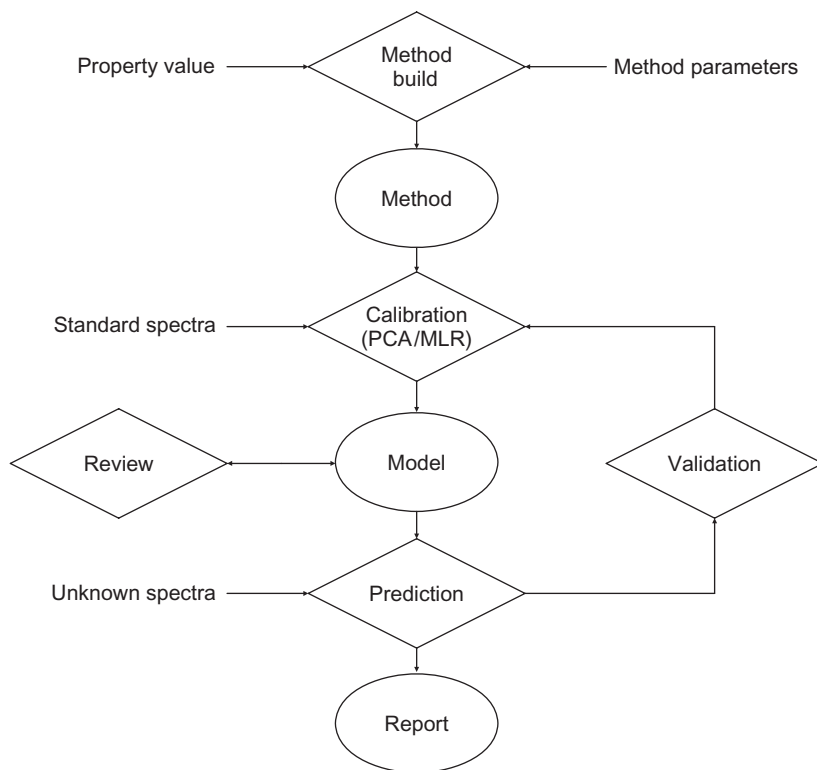 Property value
Method
build
Method parameters
Method
Standard spectra
Calibration
(PCA/MLR)
Review
Model
Validation
Unknown spectra
Prediction
Report